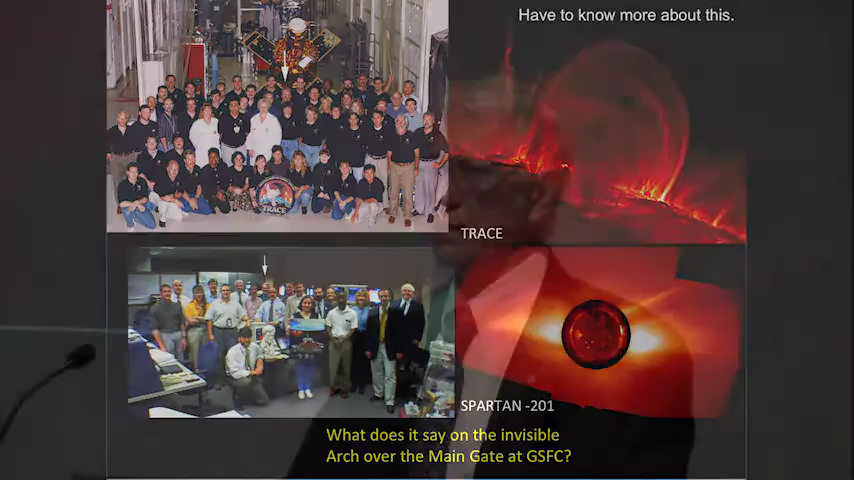 Have to know more about this.
TRACE
TRACE
SPARTAN -201
What does it say on the invisible
Arch over the Main Gate at GSFC?